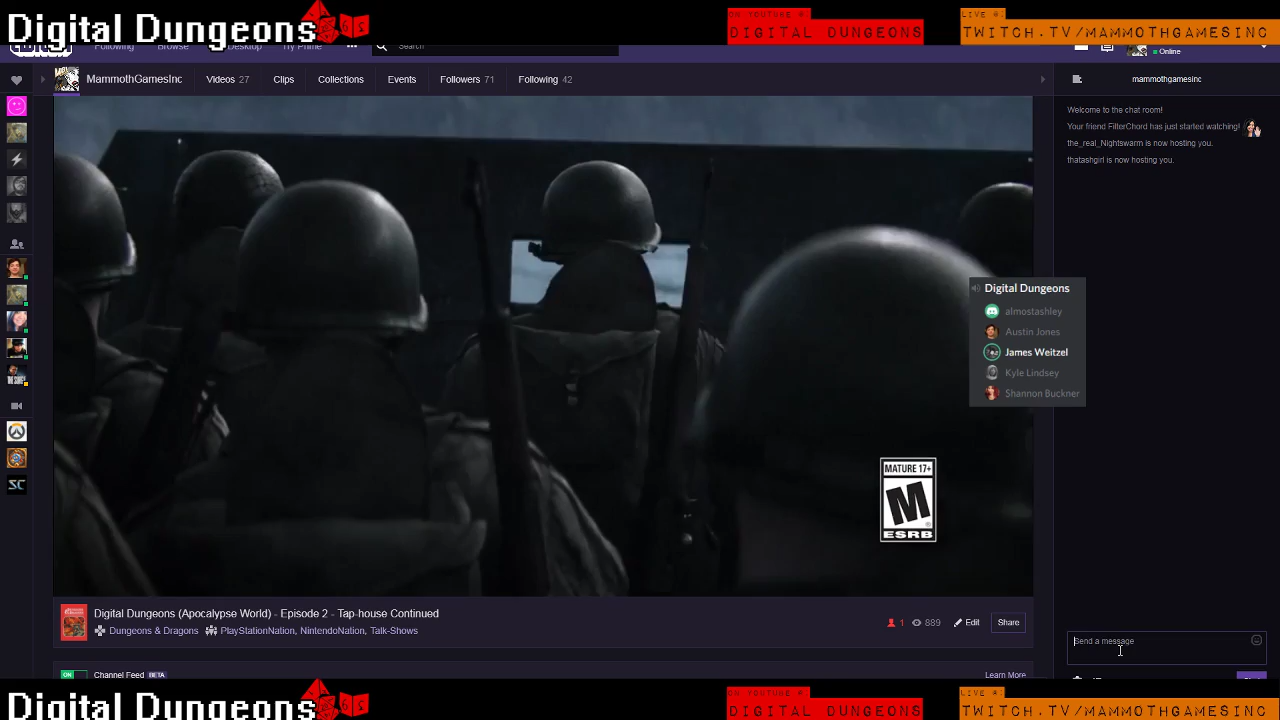 Digital Dungeons
ON YOUTUBE @:
DIGITAL DUNGEONS
LIVE @:
TWITCH.TV/MAMMOTHGAMESINC
Following
Browse
Desktop
Try Prime
Search
Online
MammothGamesInc
Videos 27
Clips
Collections
Events
Followers 71
Following 42
mammothgamesinc
Welcome to the chat room!
Your friend FilterChord has just started watching!
the_real_Nightswarm is now hosting you.
thatashgirl is now hosting you.
Digital Dungeons
almostashley
Austin Jones
James Weitzel
Kyle Lindsey
Shannon Buckner
MATURE 17+
M
ESRB
SC
Digital Dungeons (Apocalypse World) - Episode 2 - Tap-house Continued
Dungeons & Dragons
PlayStationNation, NintendoNation, Talk-Shows
1
889
Edit
Share
Send a message
ON
Channel Feed BETA
Learn More
Digital Dungeons
ON YOUTUBE @:
DIGITAL DUNGEONS
LIVE @:
TWITCH.TV/MAMMOTHGAMESINC